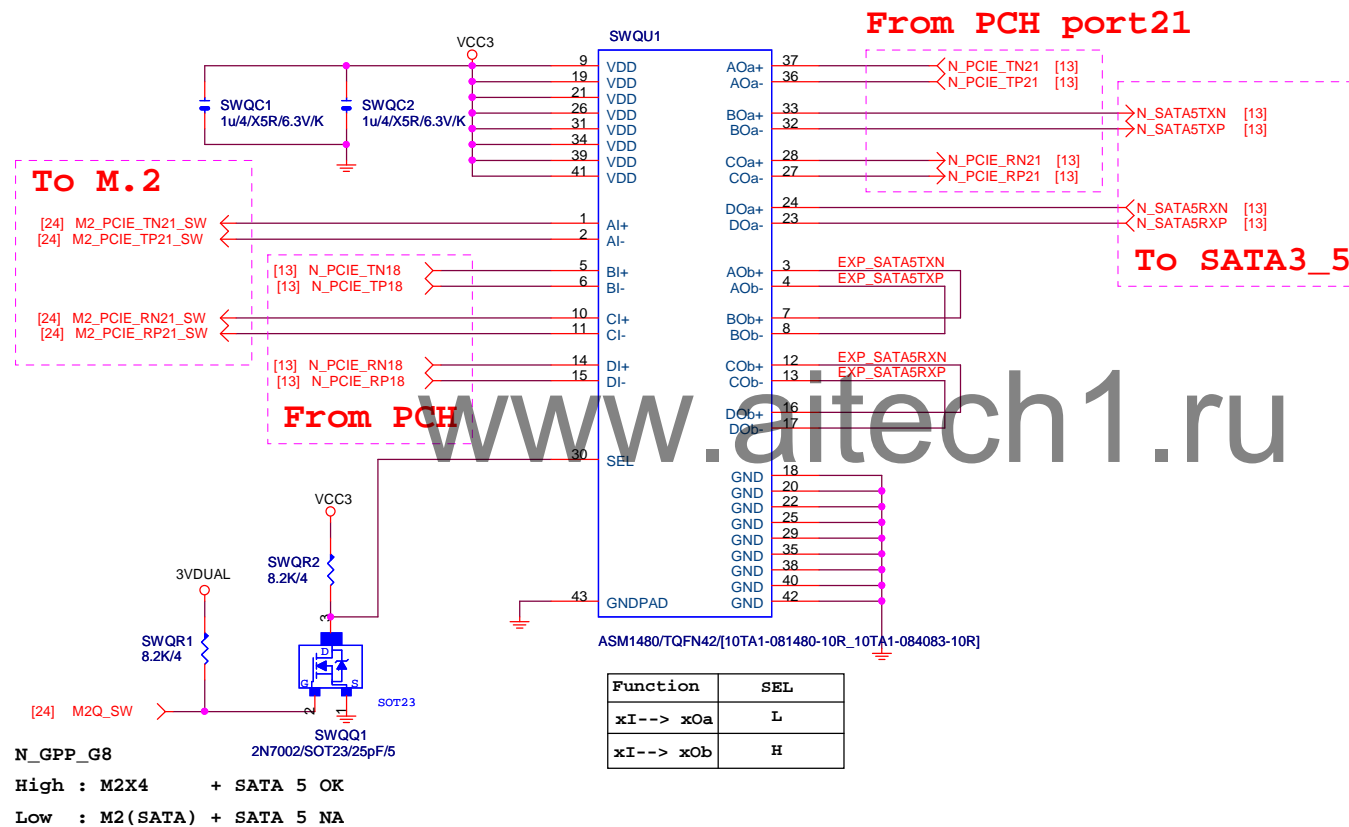 From PCH port21
VCC3
SWQU1
SWQC1
1u/4/X5R/6.3V/K
SWQC2
1u/4/X5R/6.3V/K
9 VDD
19 VDD
21 VDD
26 VDD
31 VDD
34 VDD
39 VDD
41 VDD
AOa+ 37 N_PCIE_TN21 [13]
AOa- 36 N_PCIE_TP21 [13]
BOa+ 33 N_SATA5TXN [13]
BOa- 32 N_SATA5TXP [13]
COa+ 28 N_PCIE_RN21 [13]
COa- 27 N_PCIE_RP21 [13]
DOa+ 24 N_SATA5RXN [13]
DOa- 23 N_SATA5RXP [13]
To SATA3_5
To M.2
[24] M2_PCIE_TN21_SW 1 AI+
[24] M2_PCIE_TP21_SW 2 AI-
[13] N_PCIE_TN18 5 BI+
[13] N_PCIE_TP18 6 BI-
[24] M2_PCIE_RN21_SW 10 CI+
[24] M2_PCIE_RP21_SW 11 CI-
[13] N_PCIE_RN18 14 DI+
[13] N_PCIE_RP18 15 DI-
From PCH
AOb+ 3 EXP_SATA5TXN
AOb- 4 EXP_SATA5TXP
BOb+ 7
BOb- 8
COb+ 12 EXP_SATA5RXN
COb- 13 EXP_SATA5RXP
DOb+ 16
DOb- 17
www.aitech1.ru
30 SEL
GND 18
GND 20
GND 22
GND 25
GND 29
GND 35
GND 38
GND 40
GND 42
43 GNDPAD
ASM1480/TQFN42/[10TA1-081480-10R_10TA1-084083-10R]
VCC3
SWQR2
8.2K/4
3VDUAL
SWQR1
8.2K/4
3
D
G
S
2
1
SOT23
[24] M2Q_SW
SWQQ1
2N7002/SOT23/25pF/5
Function SEL
xI--> xOa L
xI--> xOb H
N_GPP_G8
High : M2X4 + SATA 5 OK
Low : M2(SATA) + SATA 5 NA